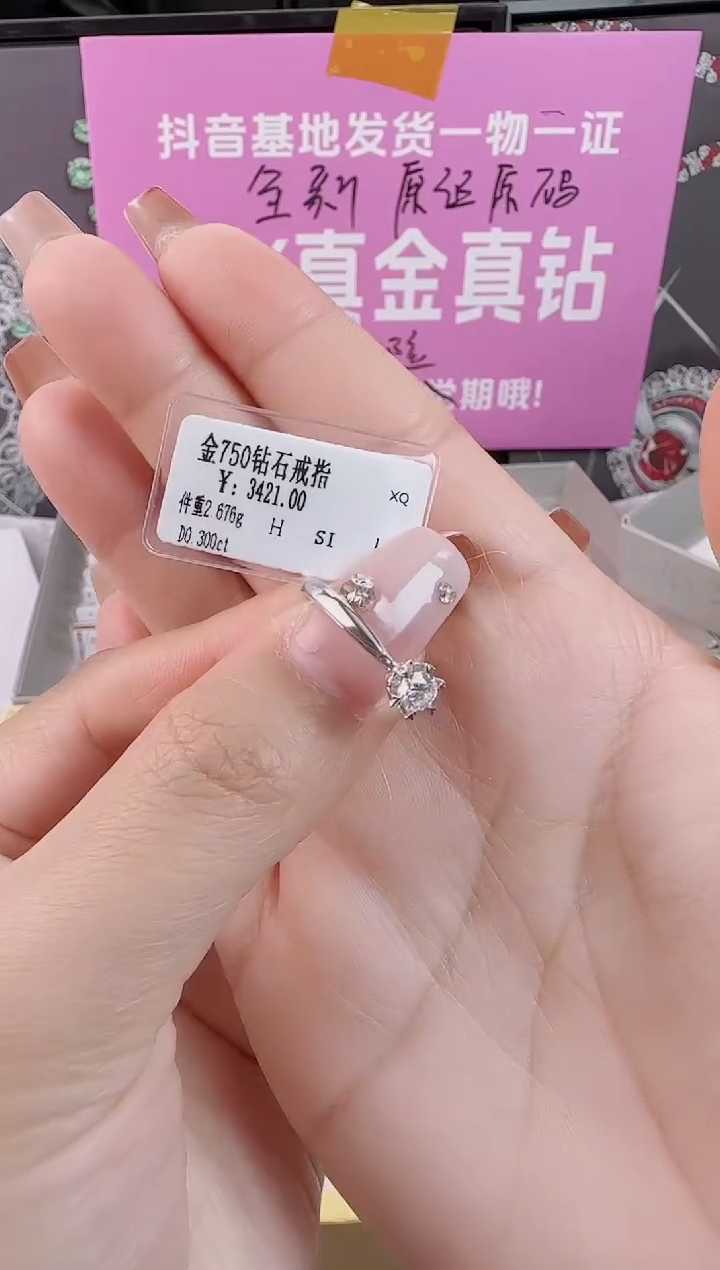 抖音基地发货一物一证
全新 原证原码
真金真钻
学期哦!
金750钻石戒指
¥: 3421.00
XQ
件重2.676g H SI
D0.300ct